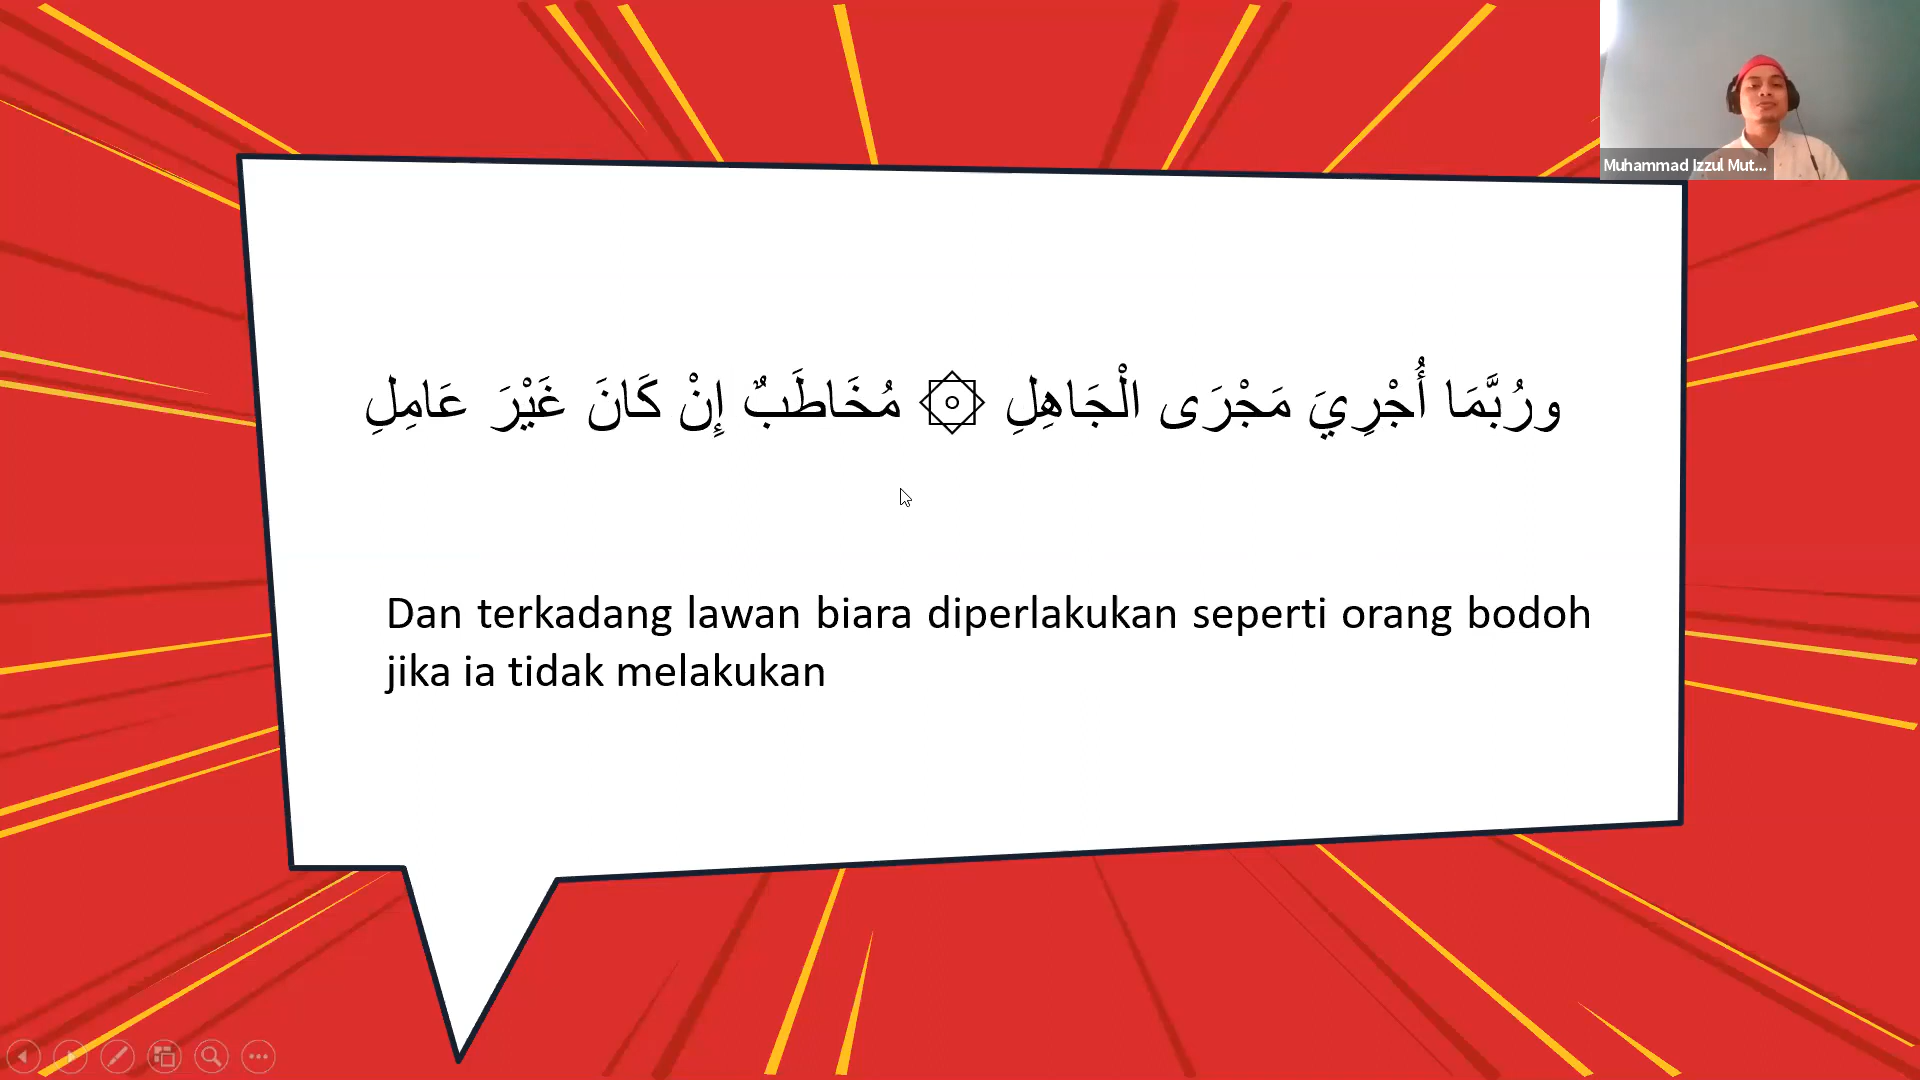 Muhammad Izzul Mut...
ورُبَّمَا أُجْرِيَ مَجْرَى الْجَاهِلِ ۞ مُخَاطَبٌ إِنْ كَانَ غَيْرَ عَامِلِ
Dan terkadang lawan biara diperlakukan seperti orang bodoh
jika ia tidak melakukan